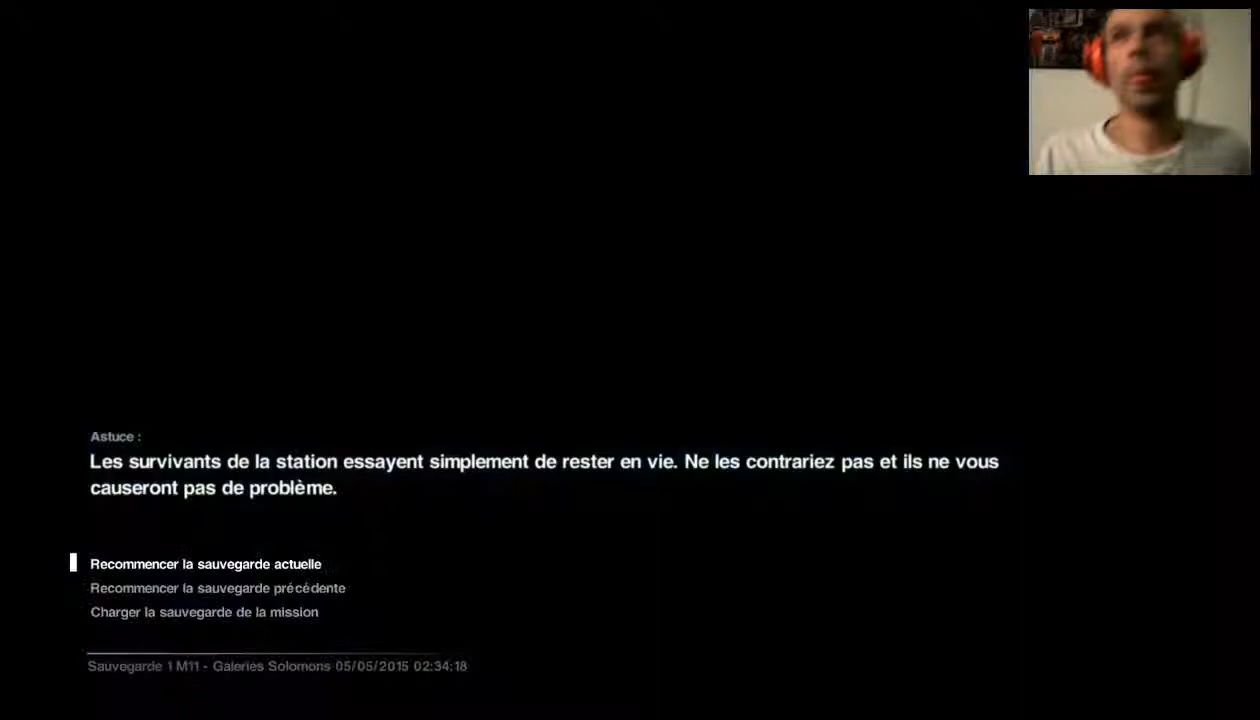 Astuce :
Les survivants de la station essayent simplement de rester en vie. Ne les contrariez pas et ils ne vous
causeront pas de problème.
Recommencer la sauvegarde actuelle
Recommencer la sauvegarde précédente
Charger la sauvegarde de la mission
Sauvegarde 1 M11 - Galeries Solomons 05/05/2015 02:34:18